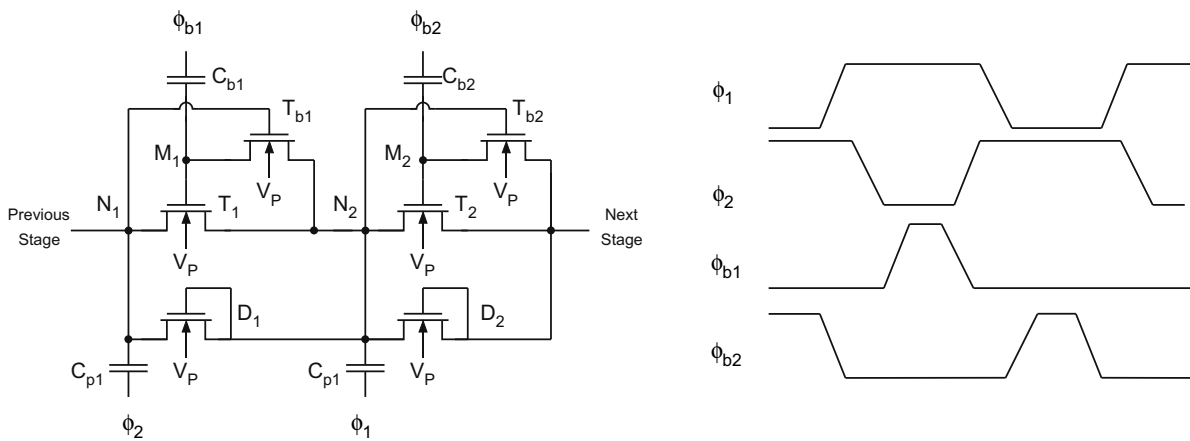 ϕb1
ϕb2
Cb1
Cb2
Tb1
Tb2
M1
M2
VP
VP
N1
T1
N2
T2
Previous
Stage
Next
Stage
VP
VP
D1
D2
Cp1
VP
Cp1
VP
ϕ2
ϕ1
ϕ1
ϕ2
ϕb1
ϕb2